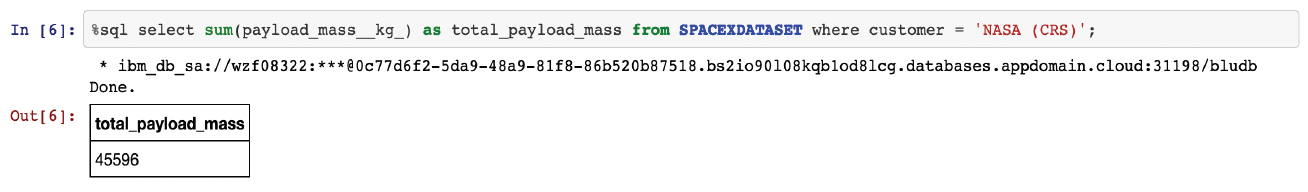 In [6]: %sql select sum(payload_mass__kg_) as total_payload_mass from SPACEXDATASET where customer = 'NASA (CRS)';
* ibm_db_sa://wzf08322:***@0c77d6f2-5da9-48a9-81f8-86b520b87518.bs2io90l08kqb1od8lcg.databases.appdomain.cloud:31198/bludb
Done.
Out[6]: total_payload_mass
45596